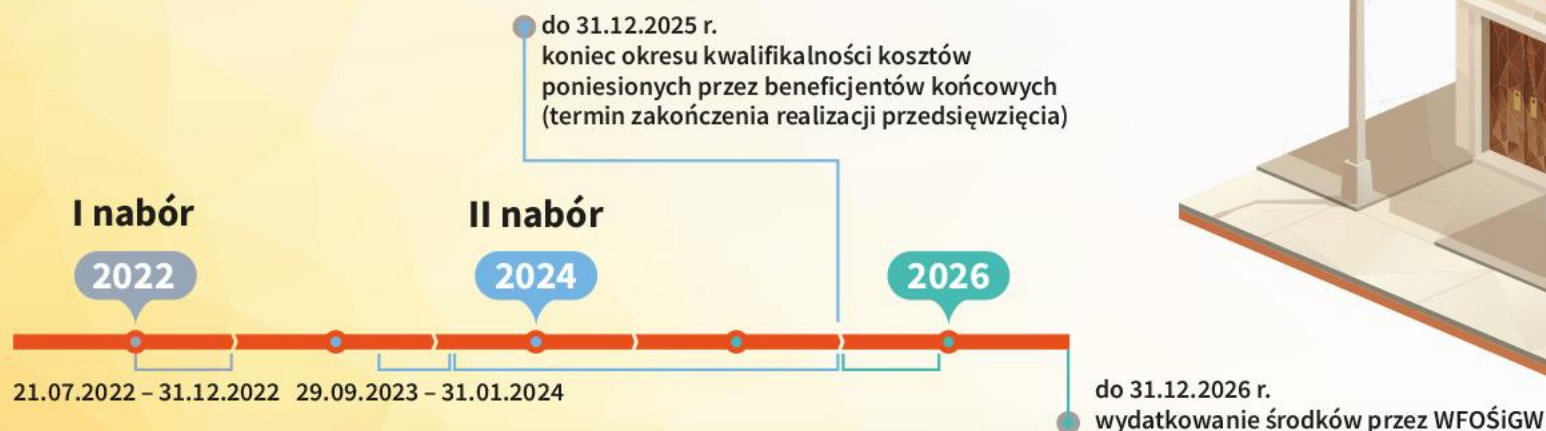 do 31.12.2025 r.
koniec okresu kwalifikalności kosztów
poniesionych przez beneficjentów końcowych
(termin zakończenia realizacji przedsięwzięcia)
I nabór
II nabór
2022
2024
2026
21.07.2022 – 31.12.2022
29.09.2023 – 31.01.2024
do 31.12.2026 r.
wydatkowanie środków przez WFOŚiGW